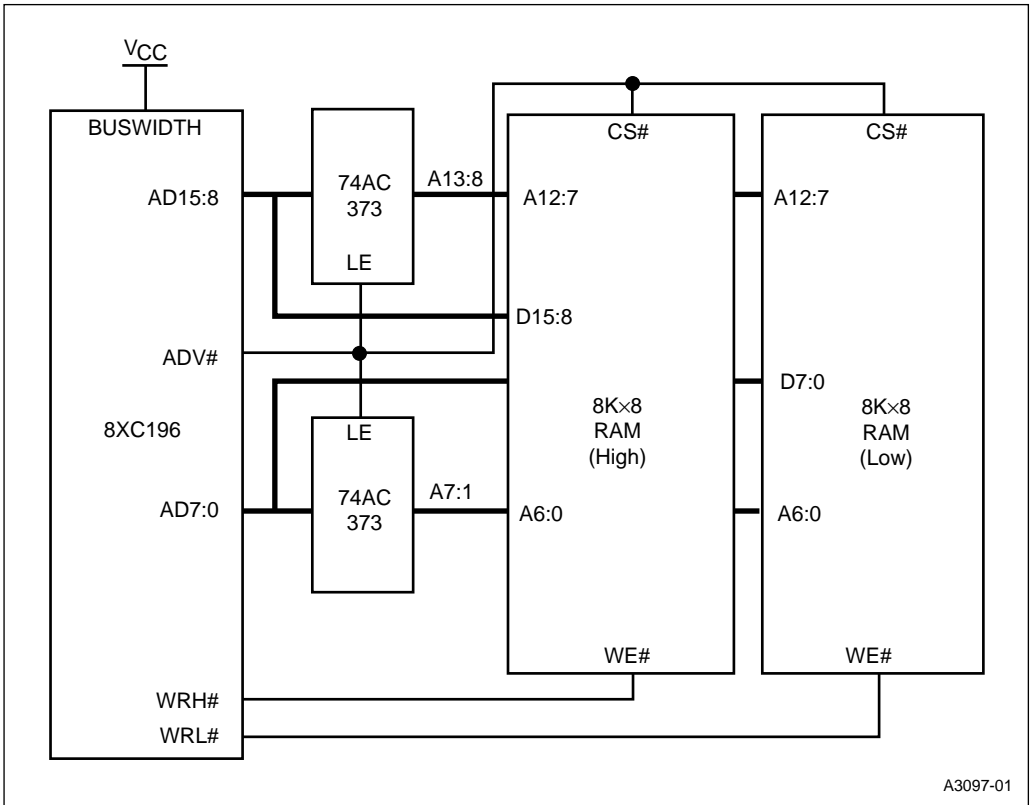 VCC
BUSWIDTH
AD15:8
ADV#
8XC196
AD7:0
WRH#
WRL#
74AC
373
LE
A13:8
LE
74AC
373
A7:1
CS#
A12:7
D15:8
8K×8
RAM
(High)
A6:0
WE#
CS#
A12:7
D7:0
8K×8
RAM
(Low)
A6:0
WE#
A3097-01